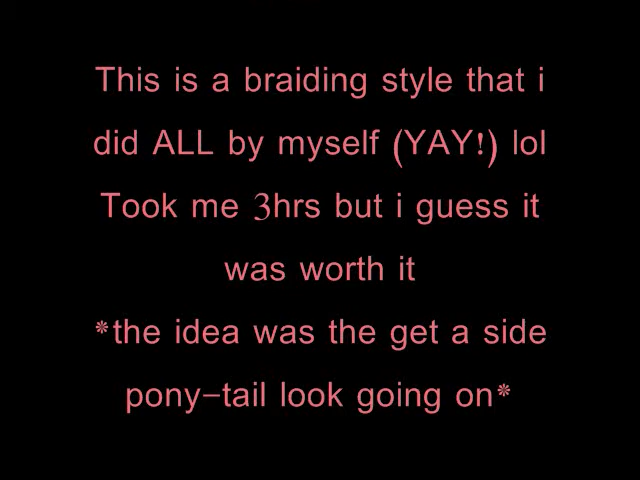 This is a braiding style that i
did ALL by myself (YAY!) lol
Took me 3hrs but i guess it
was worth it
*the idea was the get a side
pony-tail look going on*